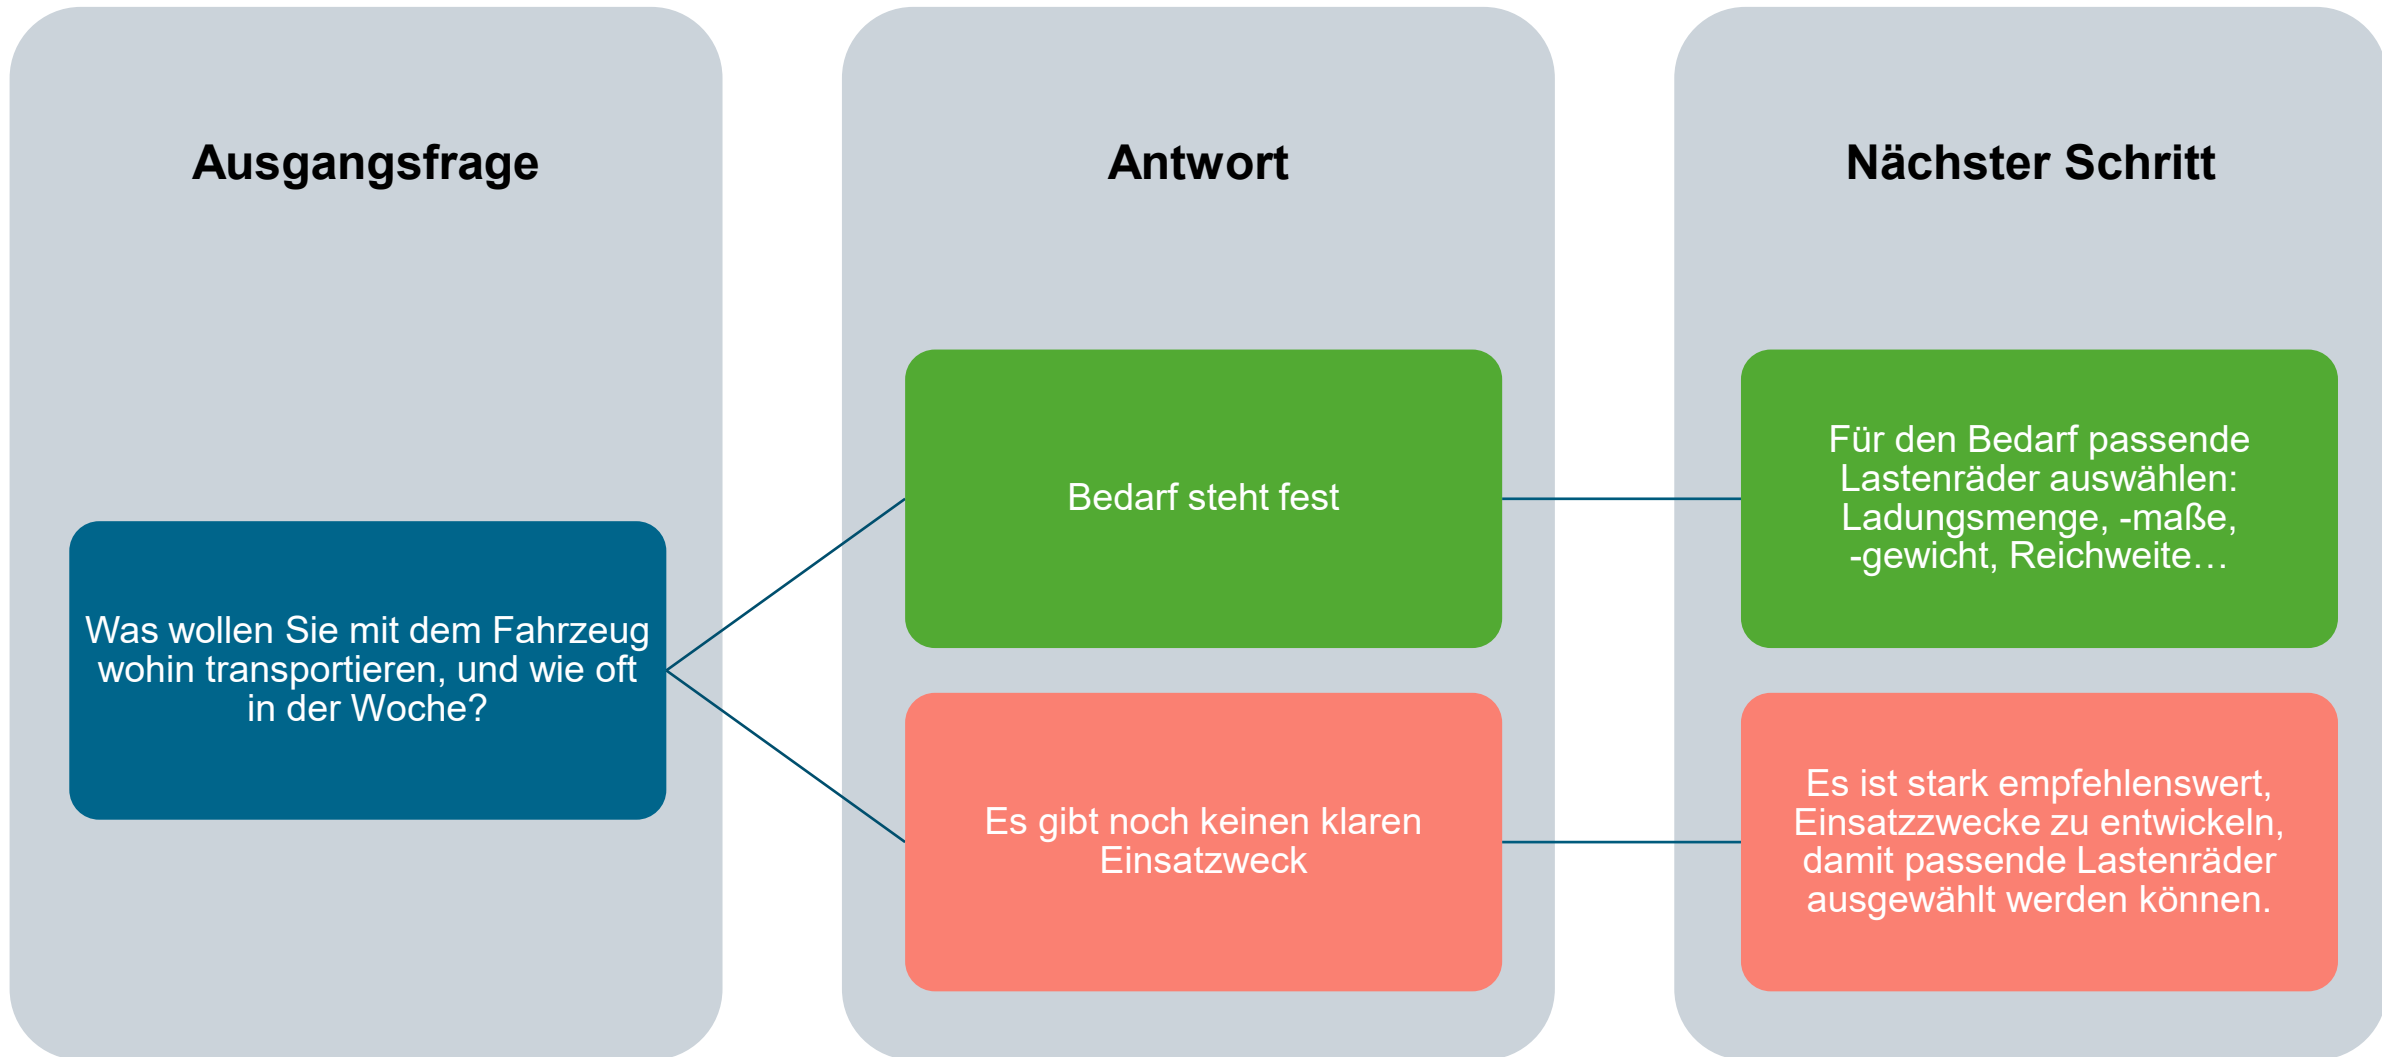 Ausgangsfrage
Antwort
Nächster Schritt
Was wollen Sie mit dem Fahrzeug
wohin transportieren, und wie oft
in der Woche?
Bedarf steht fest
Für den Bedarf passende
Lastenräder auswählen:
Ladungsmenge, -maße,
-gewicht, Reichweite…
Es gibt noch keinen klaren
Einsatzweck
Es ist stark empfehlenswert,
Einsatzzwecke zu entwickeln,
damit passende Lastenräder
ausgewählt werden können.